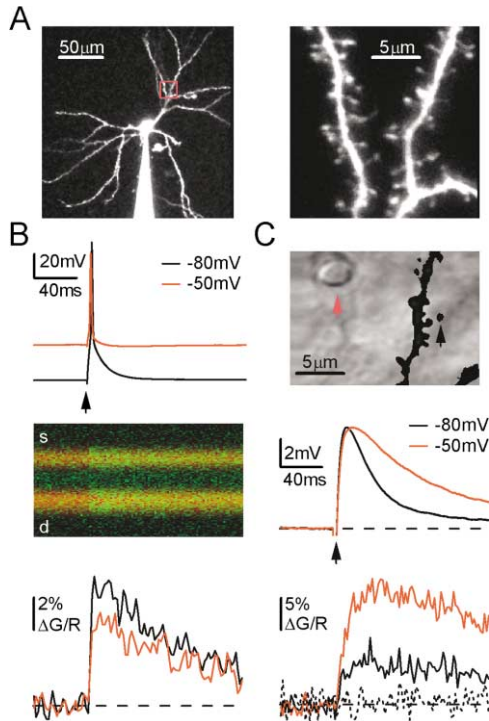 A
50μm
5μm
B
20mV
40ms
-80mV
-50mV
s
d
2%
ΔG/R
C
5μm
2mV
40ms
-80mV
-50mV
5%
ΔG/R